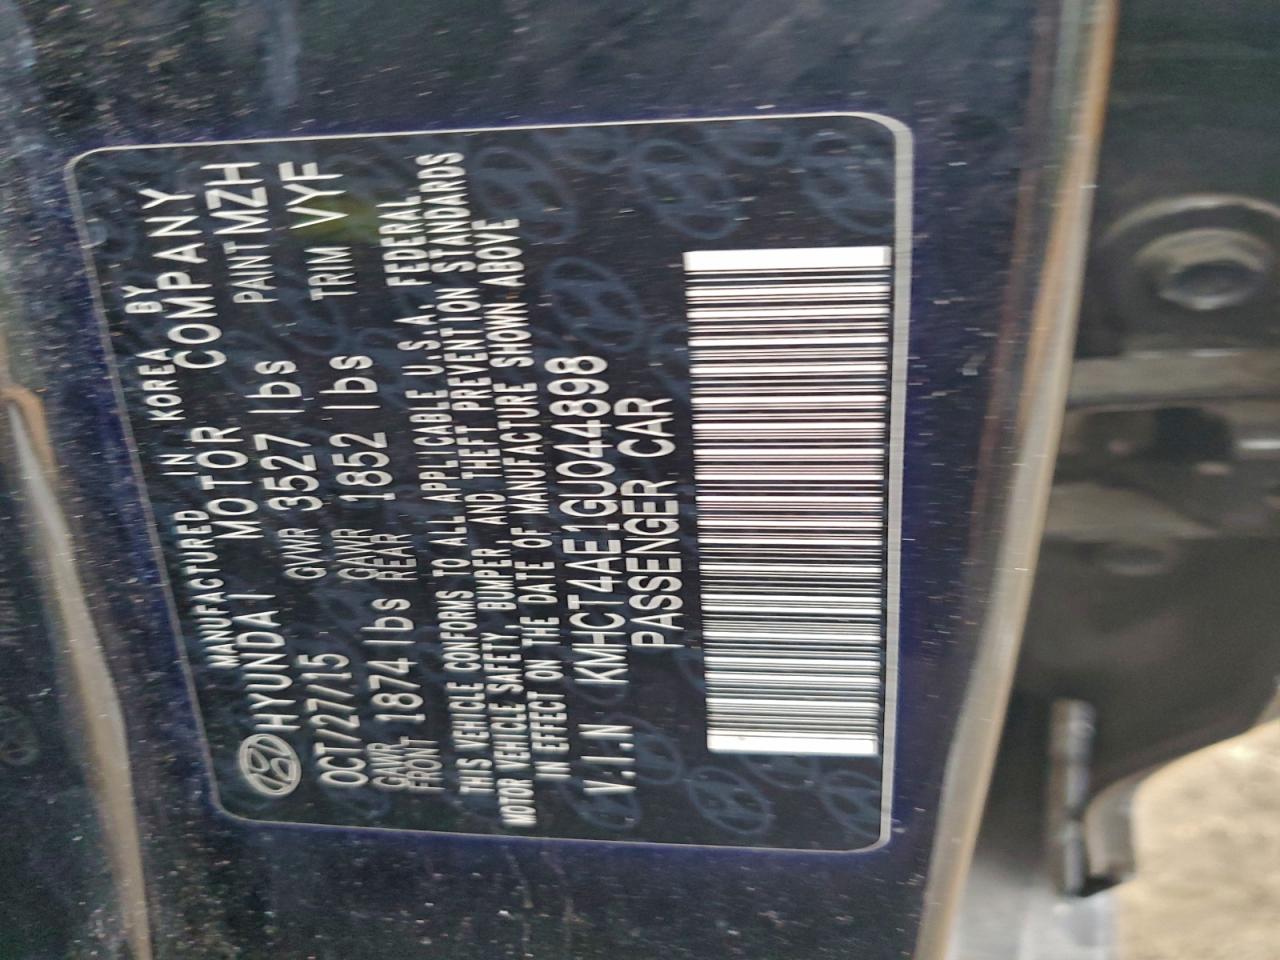 MANUFACTURED IN KOREA BY
HYUNDAI MOTOR COMPANY
OCT/27/15 GVWR 3527 lbs PAINT MZH
GAWR FRONT 1874 lbs GAWR REAR 1852 lbs TRIM VYF
THIS VEHICLE CONFORMS TO ALL APPLICABLE U.S.A. FEDERAL
MOTOR VEHICLE SAFETY, BUMPER, AND THEFT PREVENTION STANDARDS
IN EFFECT ON THE DATE OF MANUFACTURE SHOWN ABOVE
V.I.N KMHCT4AE1GU044898
PASSENGER CAR